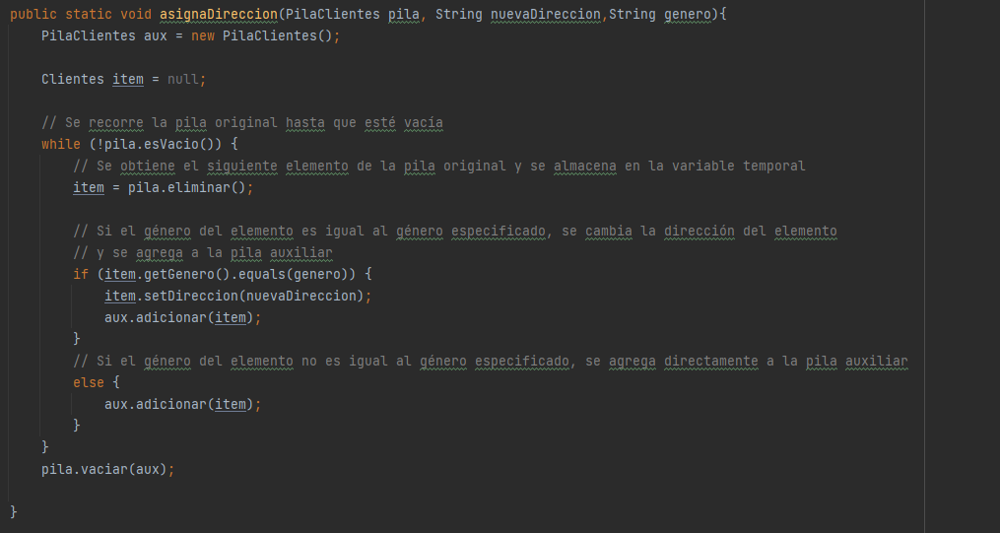 public static void asignaDireccion(PilaClientes pila, String nuevaDireccion,String genero){
PilaClientes aux = new PilaClientes();
Clientes item = null;
// Se recorre la pila original hasta que esté vacía
while (!pila.esVacio()) {
// Se obtiene el siguiente elemento de la pila original y se almacena en la variable temporal
item = pila.eliminar();
// Si el género del elemento es igual al género especificado, se cambia la dirección del elemento
// y se agrega a la pila auxiliar
if (item.getGenero().equals(genero)) {
item.setDireccion(nuevaDireccion);
aux.adicionar(item);
}
// Si el género del elemento no es igual al género especificado, se agrega directamente a la pila auxiliar
else {
aux.adicionar(item);
}
}
pila.vaciar(aux);
}